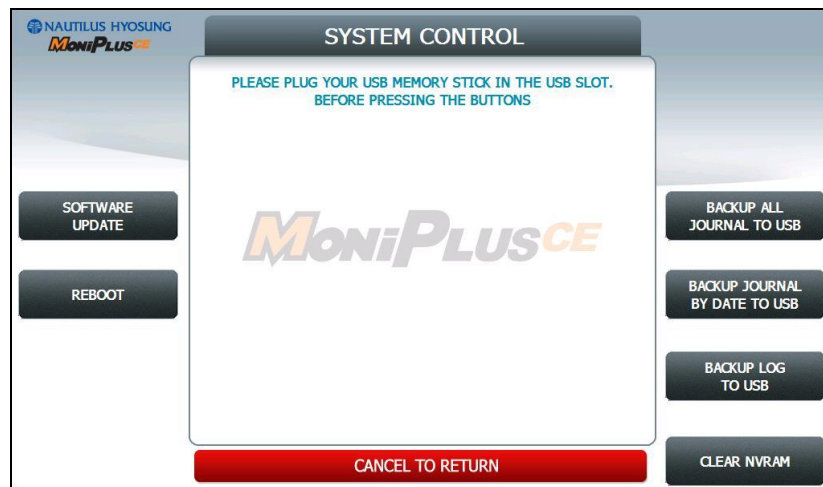 NAUTILUS HYOSUNG
MONiPLUSCE
SYSTEM CONTROL
PLEASE PLUG YOUR USB MEMORY STICK IN THE USB SLOT.
BEFORE PRESSING THE BUTTONS
MONiPLUSCE
SOFTWARE
UPDATE
REBOOT
BACKUP ALL
JOURNAL TO USB
BACKUP JOURNAL
BY DATE TO USB
BACKUP LOG
TO USB
CLEAR NVRAM
CANCEL TO RETURN